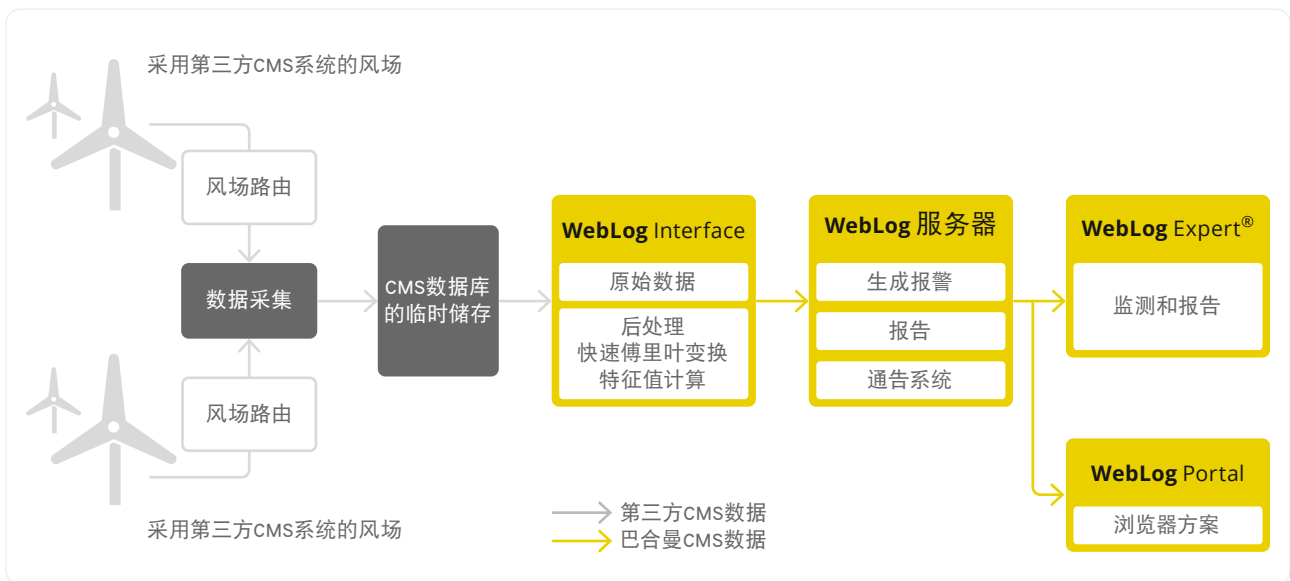 采用第三方CMS系统的风场
风场路由
数据采集
风场路由
采用第三方CMS系统的风场
CMS数据库
的临时储存
WebLog Interface
原始数据
后处理
快速傅里叶变换
特征值计算
WebLog 服务器
生成报警
报告
通告系统
WebLog Expert®
监测和报告
WebLog Portal
浏览器方案
第三方CMS数据
巴合曼CMS数据